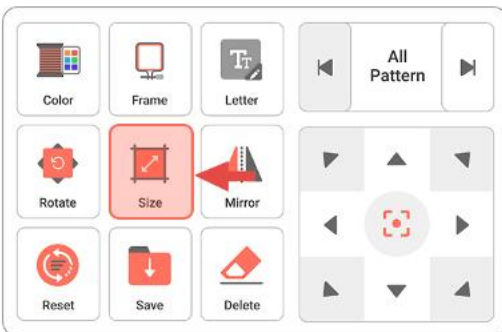 Color
Frame
Letter
All
Pattern
Rotate
Size
Mirror
Reset
Save
Delete